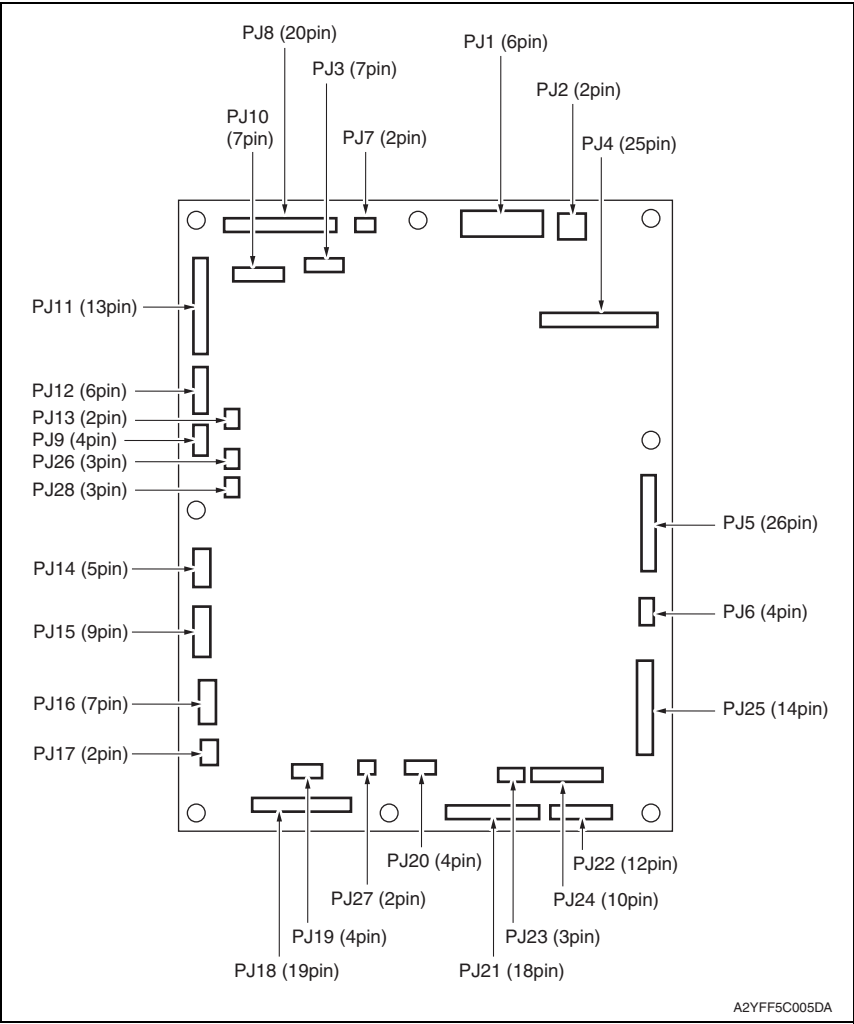 PJ8 (20pin)
PJ1 (6pin)
PJ3 (7pin)
PJ2 (2pin)
PJ10
(7pin)
PJ7 (2pin)
PJ4 (25pin)
PJ11 (13pin)
PJ12 (6pin)
PJ13 (2pin)
PJ9 (4pin)
PJ26 (3pin)
PJ28 (3pin)
PJ5 (26pin)
PJ14 (5pin)
PJ6 (4pin)
PJ15 (9pin)
PJ16 (7pin)
PJ25 (14pin)
PJ17 (2pin)
PJ20 (4pin)
PJ22 (12pin)
PJ27 (2pin)
PJ24 (10pin)
PJ19 (4pin)
PJ23 (3pin)
PJ18 (19pin)
PJ21 (18pin)
A2YFF5C005DA